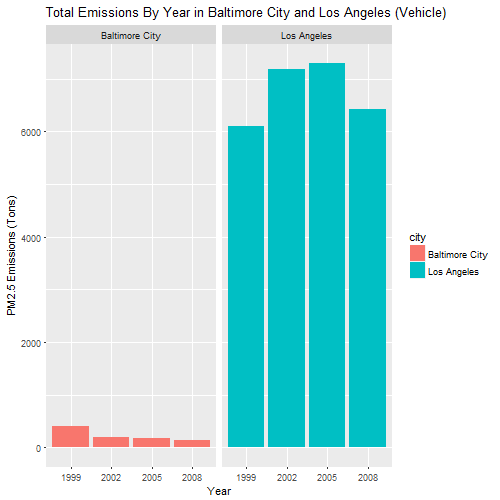 Total Emissions By Year in Baltimore City and Los Angeles (Vehicle)
Baltimore City
Los Angeles
PM2.5 Emissions (Tons)
6000
4000
2000
0
1999
2002
2005
2008
1999
2002
2005
2008
Year
city
Baltimore City
Los Angeles